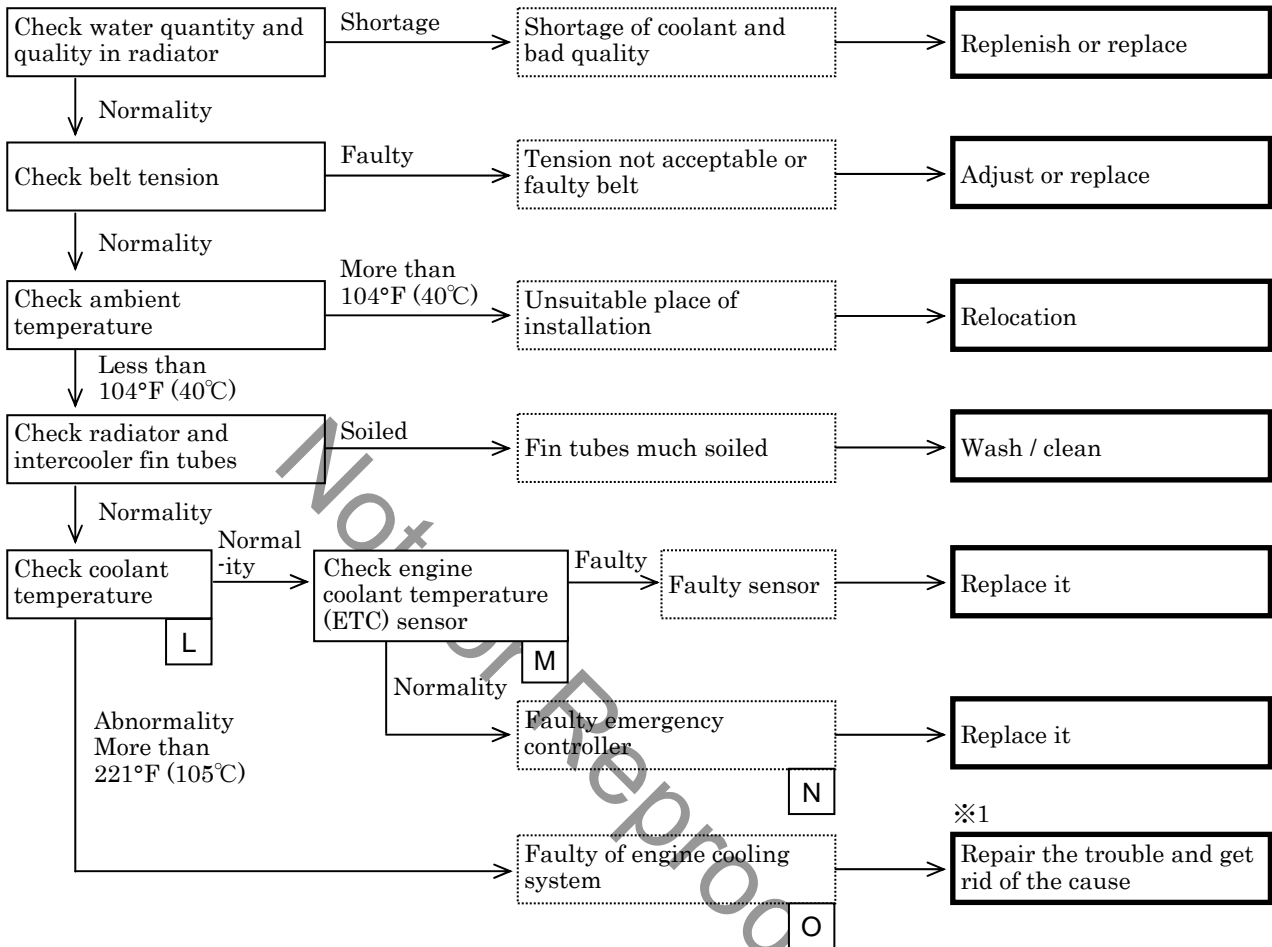 Check water quantity and
quality in radiator
Shortage
Shortage of coolant and
bad quality
Replenish or replace
Normality
Check belt tension
Faulty
Tension not acceptable or
faulty belt
Adjust or replace
Normality
Check ambient
temperature
More than
104°F (40℃)
Unsuitable place of
installation
Relocation
Less than
104°F (40℃)
Check radiator and
intercooler fin tubes
Soiled
Fin tubes much soiled
Wash / clean
Normality
Check coolant
temperature
L
Normal
-ity
Check engine
coolant temperature
(ETC) sensor
M
Faulty
Faulty sensor
Replace it
Normality
Faulty emergency
controller
N
Replace it
Abnormality
More than
221°F (105℃)
Faulty of engine cooling
system
O
※1
Repair the trouble and get
rid of the cause